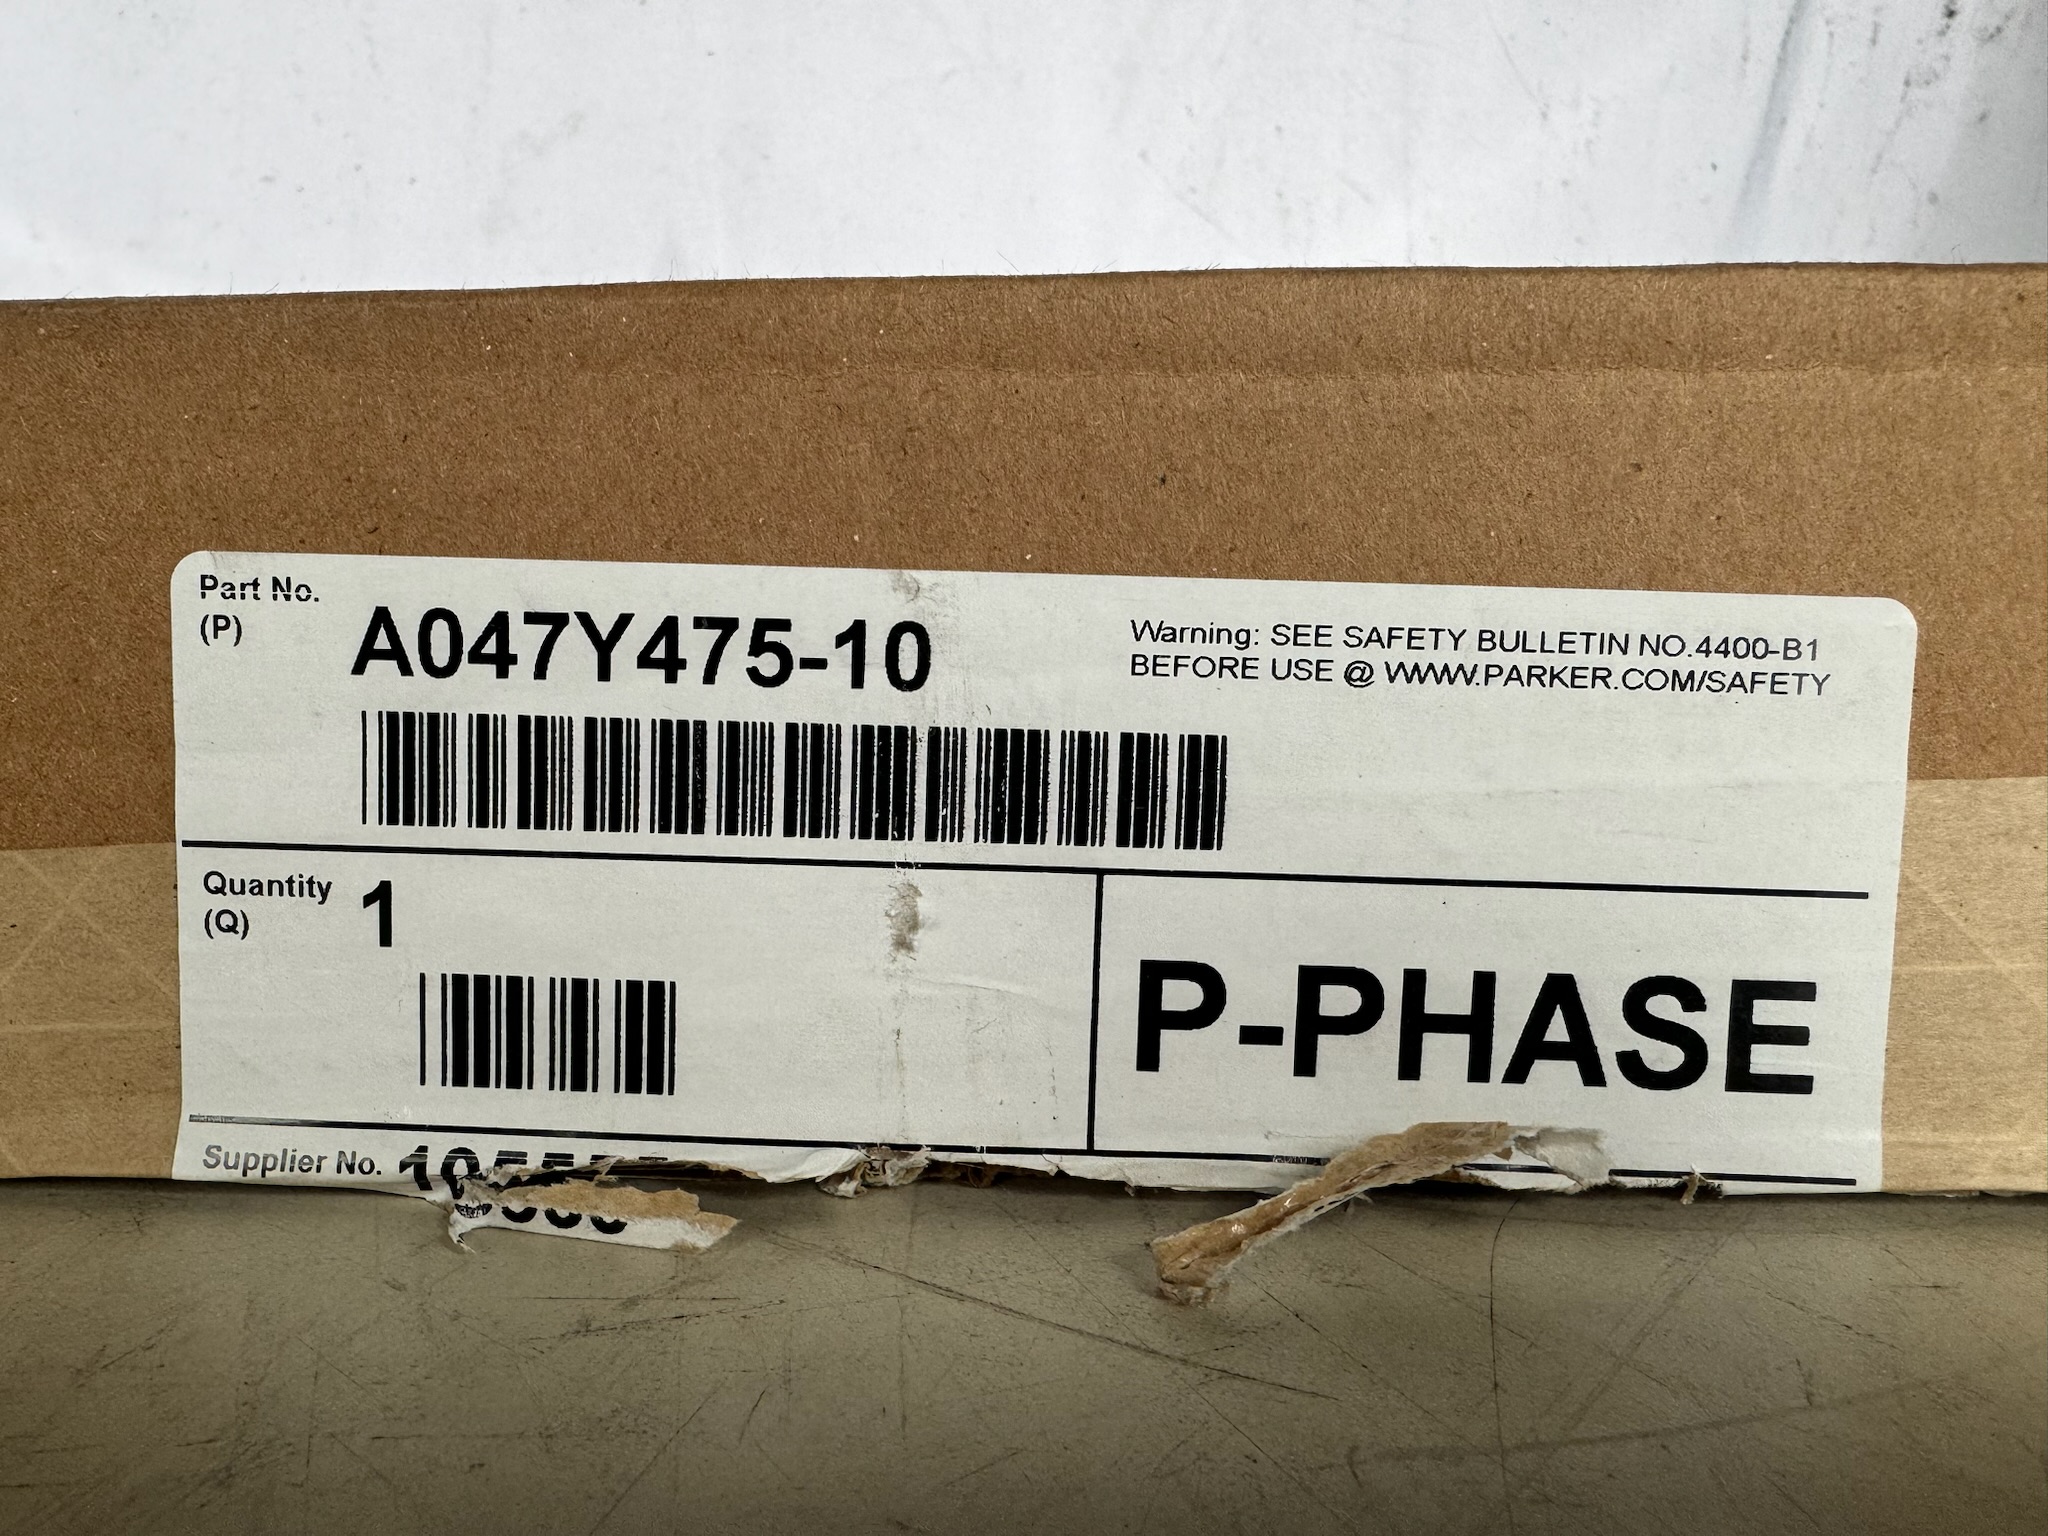 Part No.
(P)
A047Y475-10
Warning: SEE SAFETY BULLETIN NO.4400-B1
BEFORE USE @ WWW.PARKER.COM/SAFETY
Quantity
(Q)
1
P-PHASE
Supplier No.